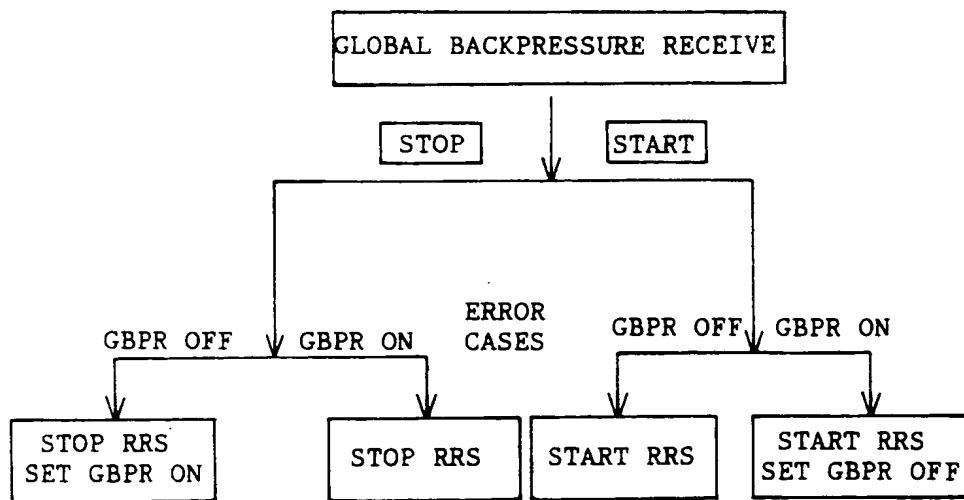 GLOBAL BACKPRESSURE RECEIVE
STOP
START
ERROR
CASES
GBPR OFF
GBPR ON
GBPR OFF
GBPR ON
STOP RRS
SET GBPR ON
STOP RRS
START RRS
START RRS
SET GBPR OFF